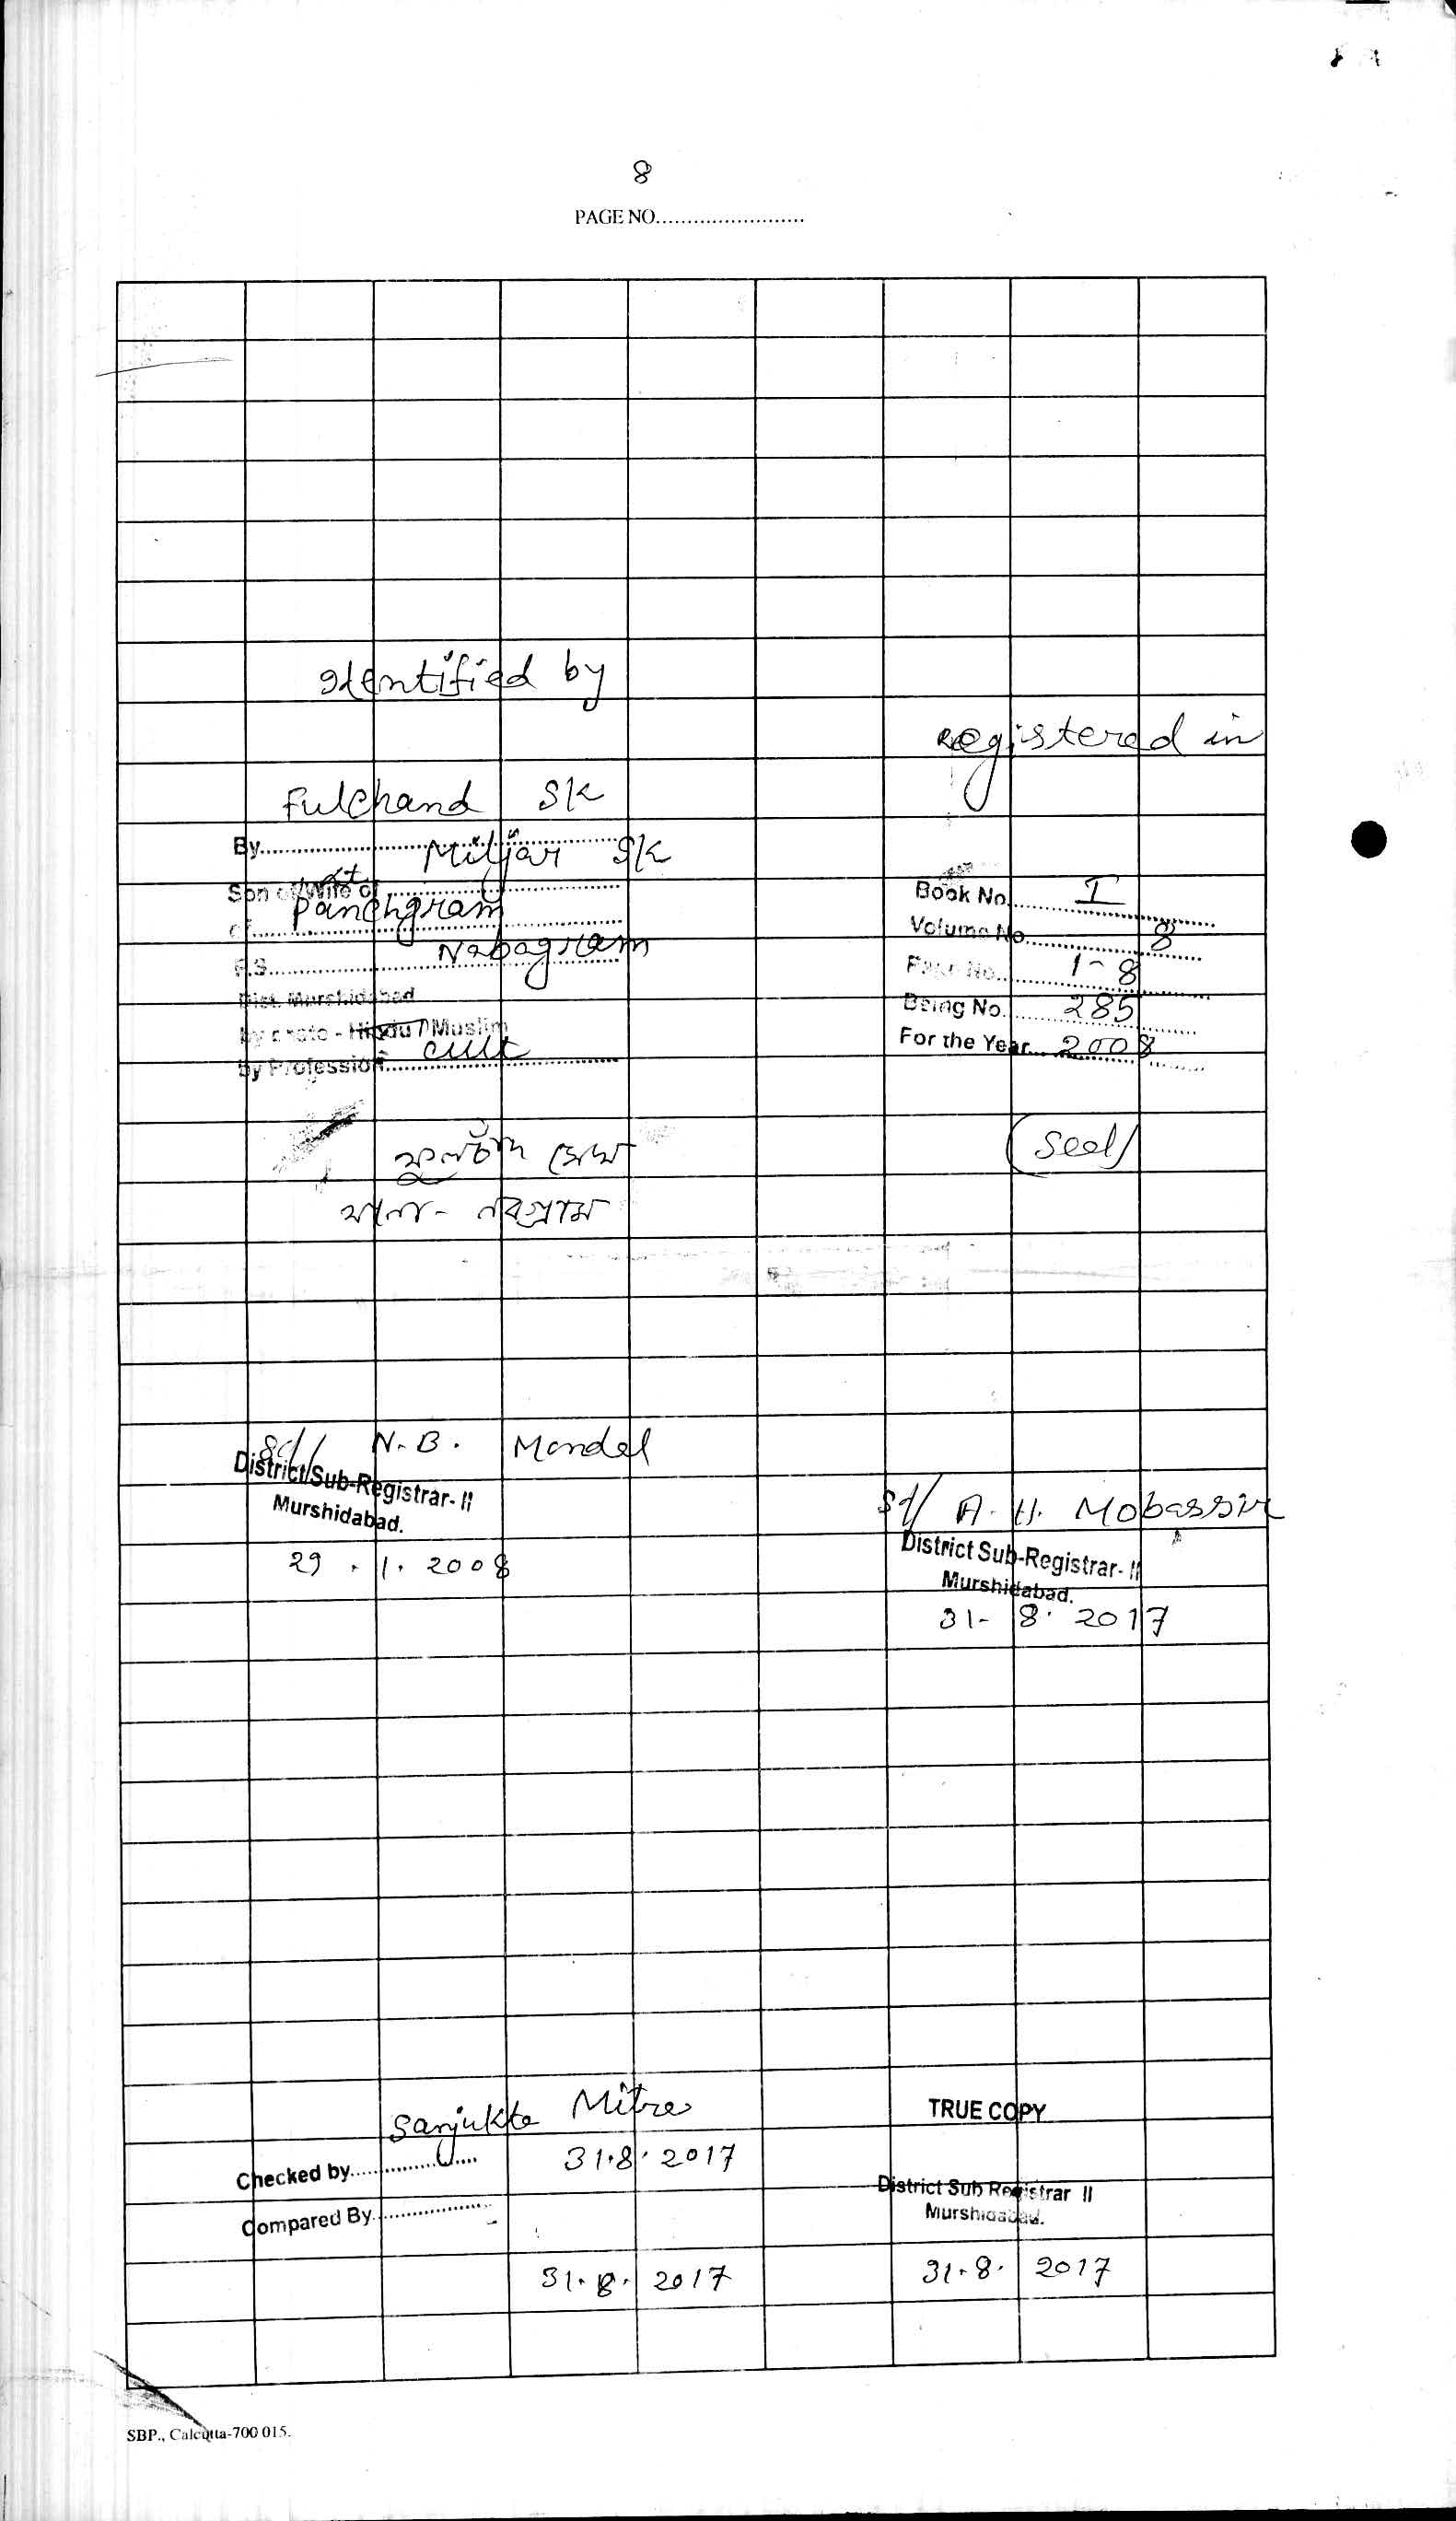 8
PAGE NO........................
Identified by
Fulchand SK
By............ Miljar SK
Son of/Wife of............
of............ Panchgram
P.S............ Nabagram
Dist. Murshidabad
by caste - Hindu / Muslim
by Profession............ cult
ফুলচাঁদ সেখ
থানা - নবগ্রাম
Sd/ N. B. Mondal
District Sub-Registrar- II
Murshidabad.
29 . 1. 2008
registered in
Book No............ I
Volume No............ 8
Page No............ 1-8
Being No............ 285
For the Year............ 2008
(Seal)
Sd/ A. H. Mobassir
District Sub-Registrar- II
Murshidabad.
31- 8. 2017
Sanjukta Mitra
Checked by............ 31.8. 2017
Compared By............
31. 8. 2017
TRUE COPY
District Sub Registrar II
Murshidabad.
31.8. 2017
SBP., Calcutta-700 015.